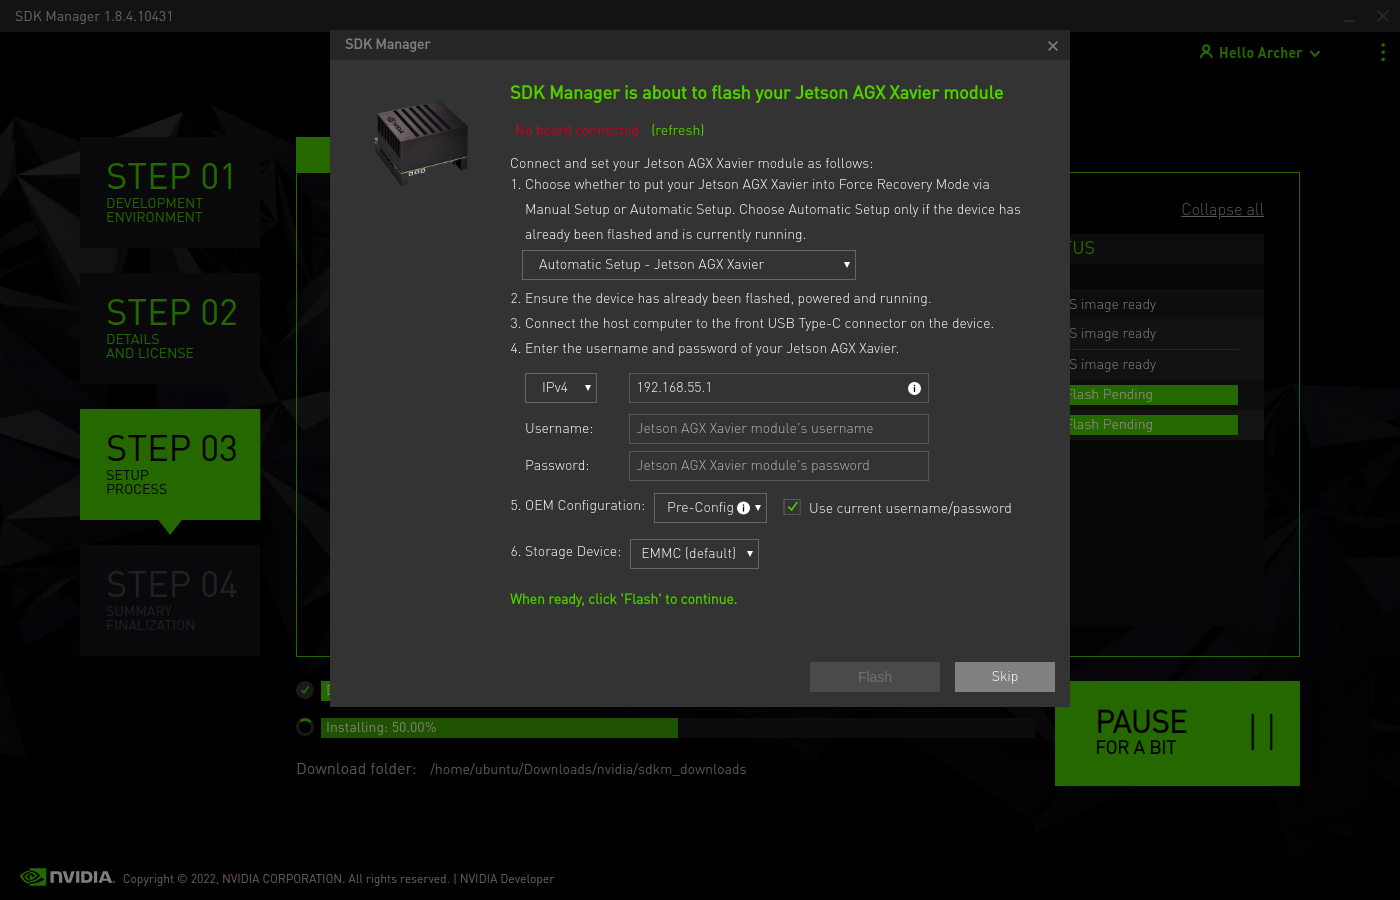 SDK Manager 1.8.4.10431
Hello Archer
STEP 01
DEVELOPMENT
ENVIRONMENT
STEP 02
DETAILS
AND LICENSE
STEP 03
SETUP
PROCESS
STEP 04
SUMMARY
FINALIZATION
SDK Manager
SDK Manager is about to flash your Jetson AGX Xavier module
No board connected (refresh)
Connect and set your Jetson AGX Xavier module as follows:
1. Choose whether to put your Jetson AGX Xavier into Force Recovery Mode via
Manual Setup or Automatic Setup. Choose Automatic Setup only if the device has
already been flashed and is currently running.
Automatic Setup - Jetson AGX Xavier
2. Ensure the device has already been flashed, powered and running.
3. Connect the host computer to the front USB Type-C connector on the device.
4. Enter the username and password of your Jetson AGX Xavier.
IPv4 192.168.55.1
Username: Jetson AGX Xavier module's username
Password: Jetson AGX Xavier module's password
5. OEM Configuration: Pre-Config Use current username/password
6. Storage Device: EMMC (default)
When ready, click 'Flash' to continue.
Flash Skip
Collapse all
TUS
S image ready
S image ready
S image ready
Flash Pending
Flash Pending
Installing: 50.00%
Download folder: /home/ubuntu/Downloads/nvidia/sdkm_downloads
PAUSE
FOR A BIT
NVIDIA. Copyright © 2022, NVIDIA CORPORATION. All rights reserved. | NVIDIA Developer